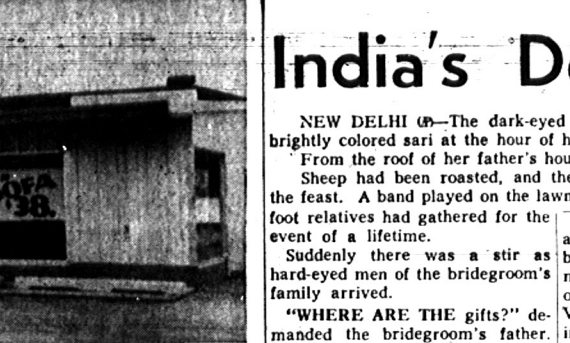 SOFA
98.
India's D
NEW DELHI (AP)—The dark-eyed
brightly colored sari at the hour of h
From the roof of her father's hou
Sheep had been roasted, and the
the feast. A band played on the lawn
foot relatives had gathered for the
event of a lifetime.
Suddenly there was a stir as
hard-eyed men of the bridegroom's
family arrived.
"WHERE ARE THE gifts?" de-
manded the bridegroom's father.